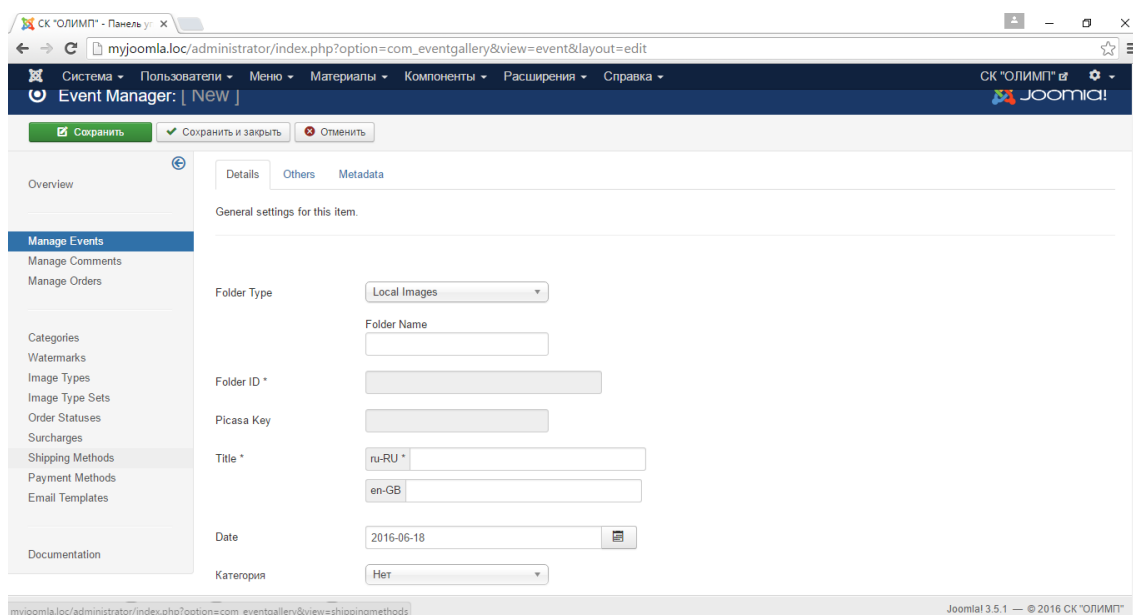 СК "ОЛИМП" - Панель уг
myjoomla.loc/administrator/index.php?option=com_eventgallery&view=event&layout=edit
Система Пользователи Меню Материалы Компоненты Расширения Справка СК "ОЛИМП"
Event Manager: [ New ] Joomla!
Сохранить Сохранить и закрыть Отменить
Overview
Manage Events
Manage Comments
Manage Orders
Categories
Watermarks
Image Types
Image Type Sets
Order Statuses
Surcharges
Shipping Methods
Payment Methods
Email Templates
Documentation
Details Others Metadata
General settings for this item.
Folder Type Local Images
Folder Name
Folder ID *
Picasa Key
Title * ru-RU *
en-GB
Date 2016-06-18
Категория Нет
myjoomla.loc/administrator/index.php?option=com_eventgallery&view=shippingmethods
Joomla! 3.5.1 — © 2016 СК "ОЛИМП"